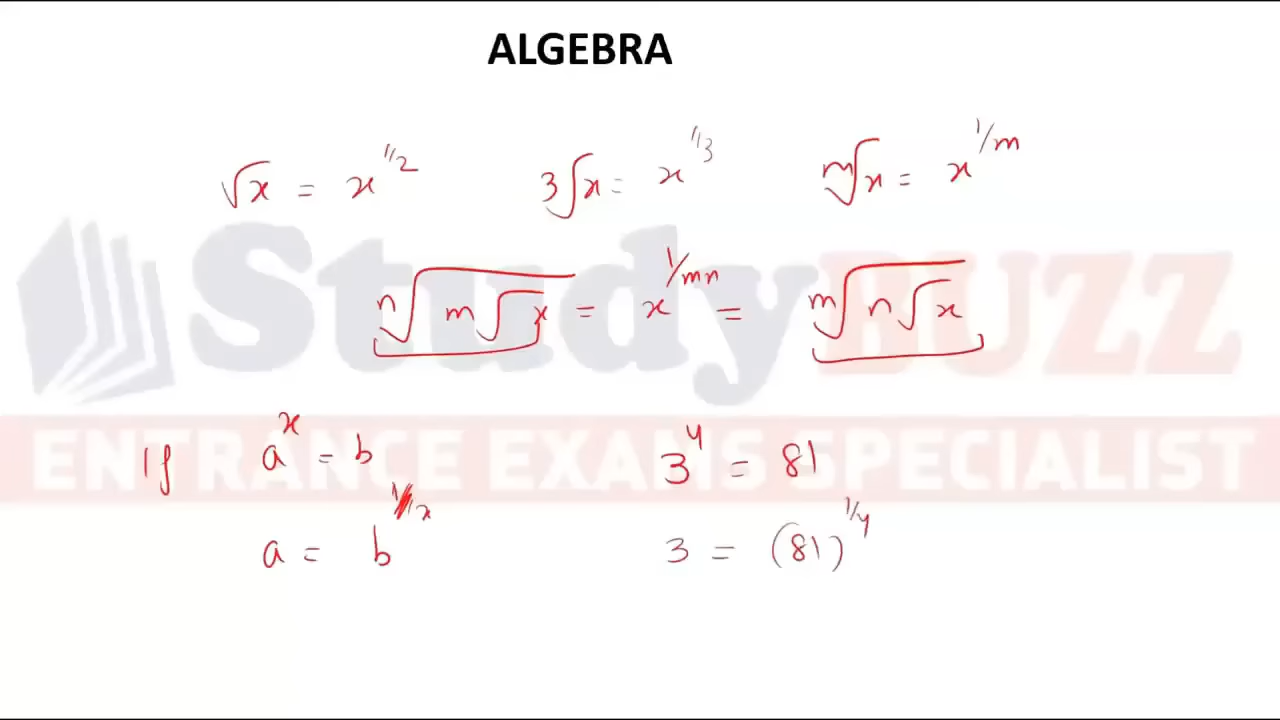 ALGEBRA
√x = x^1/2    3√x = x^1/3    m√x = x^1/m
n√(m√x) = x^1/mn = m√(n√x)
StudyBUZZ
ENTRANCE EXAMS SPECIALIST
If a^x = b    3^4 = 81
a = b^1/x    3 = (81)^1/4